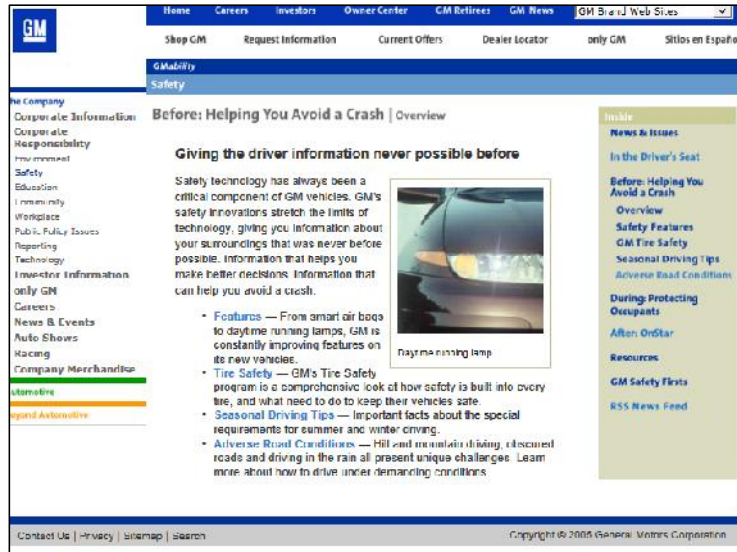 GM
Home Careers Investors Owner Center GM Retirees GM News GM Brand Web Sites
Shop GM Request Information Current Offers Dealer Locator only GM Sitios en Españo
GMability
Safety
he Company
Corporate Information
Corporate
Responsibility
Environment
Safety
Education
Community
Workplace
Public Policy Issues
Reporting
Technology
Investor Information
only GM
Careers
News & Events
Auto Shows
Racing
Company Merchandise
utomotive
eyond Automotive
Before: Helping You Avoid a Crash | Overview
Giving the driver information never possible before
Safety technology has always been a
critical component of GM vehicles. GM's
safety innovations stretch the limits of
technology, giving you information about
your surroundings that was never before
possible. Information that helps you
make better decisions. Information that
can help you avoid a crash.
Daytime running lamp
• Features — From smart air bags
to daytime running lamps, GM is
constantly improving features on
its new vehicles.
• Tire Safety — GM's Tire Safety
program is a comprehensive look at how safety is built into every
tire, and what need to do to keep their vehicles safe.
• Seasonal Driving Tips — Important facts about the special
requirements for summer and winter driving.
• Adverse Road Conditions — Hill and mountain driving, obscured
roads and driving in the rain all present unique challenges. Learn
more about how to drive under demanding conditions
Inside
News & Issues
In the Driver's Seat
Before: Helping You
Avoid a Crash
Overview
Safety Features
GM Tire Safety
Seasonal Driving Tips
Adverse Road Conditions
During: Protecting
Occupants
After: OnStar
Resources
GM Safety Firsts
RSS News Feed
Contact Us | Privacy | Sitemap | Search
Copyright © 2005 General Motors Corporation